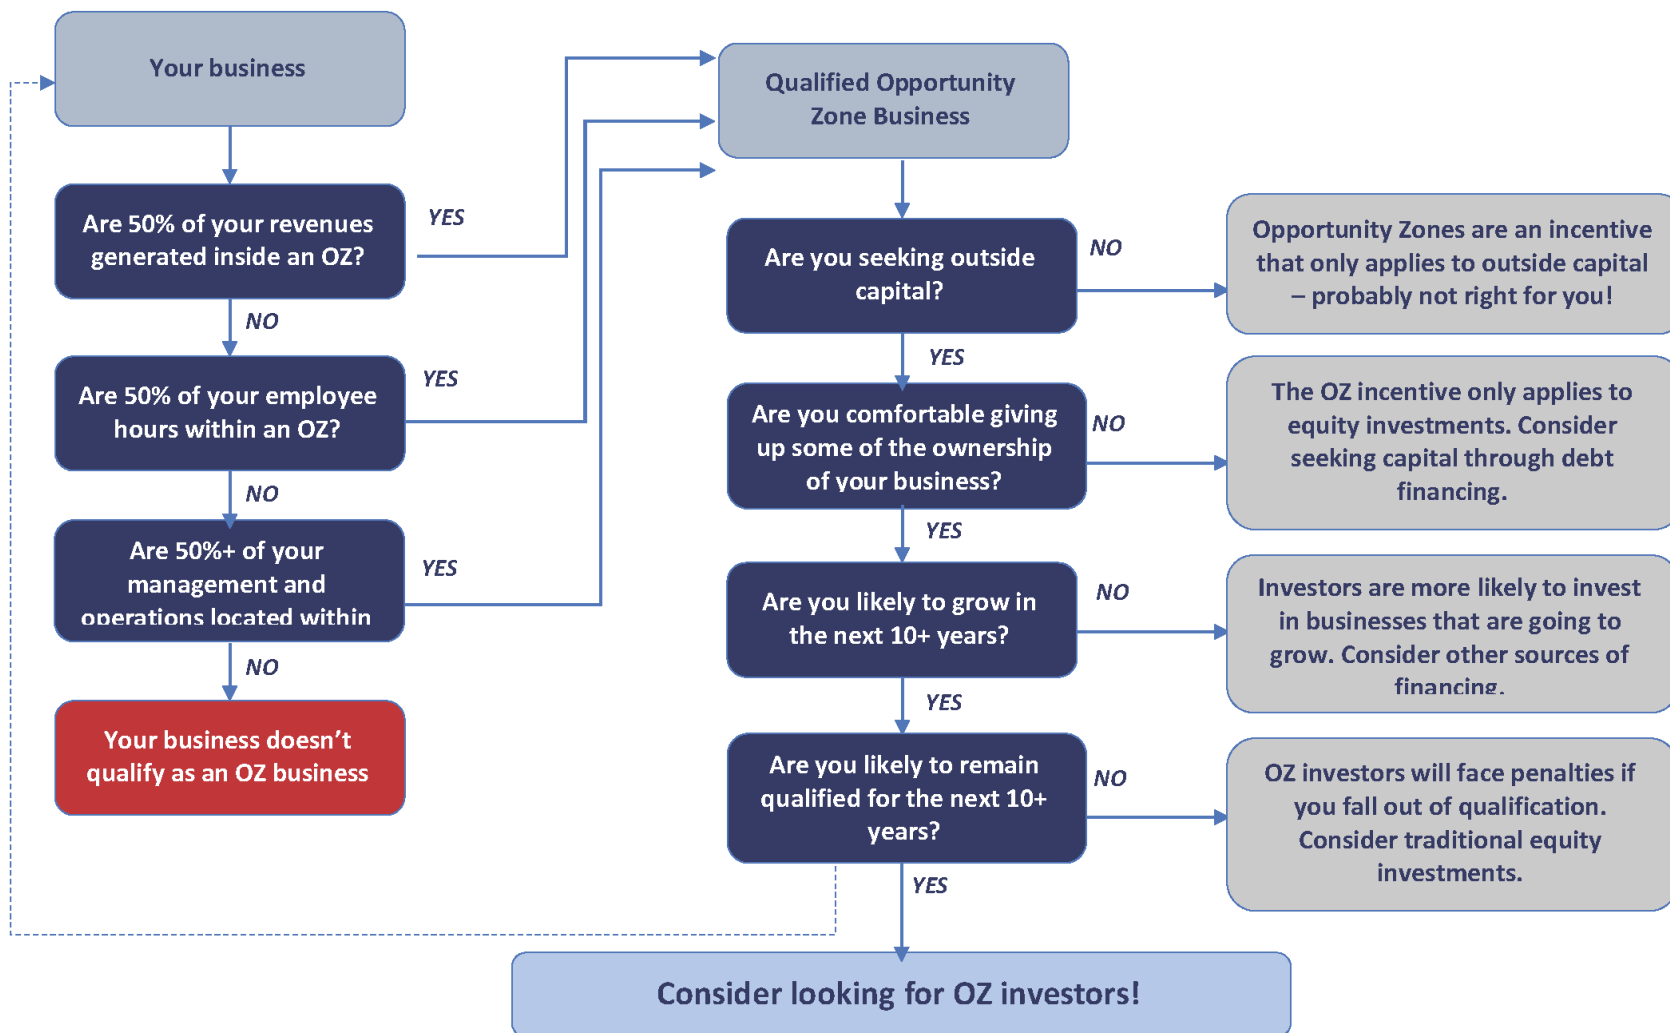 Your business
Are 50% of your revenues
generated inside an OZ?
YES
NO
Are 50% of your employee
hours within an OZ?
YES
NO
Are 50%+ of your
management and
operations located within
YES
NO
Your business doesn’t
qualify as an OZ business
Qualified Opportunity
Zone Business
Are you seeking outside
capital?
NO
Opportunity Zones are an incentive
that only applies to outside capital
– probably not right for you!
YES
Are you comfortable giving
up some of the ownership
of your business?
NO
The OZ incentive only applies to
equity investments. Consider
seeking capital through debt
financing.
YES
Are you likely to grow in
the next 10+ years?
NO
Investors are more likely to invest
in businesses that are going to
grow. Consider other sources of
financing.
YES
Are you likely to remain
qualified for the next 10+
years?
NO
OZ investors will face penalties if
you fall out of qualification.
Consider traditional equity
investments.
YES
Consider looking for OZ investors!